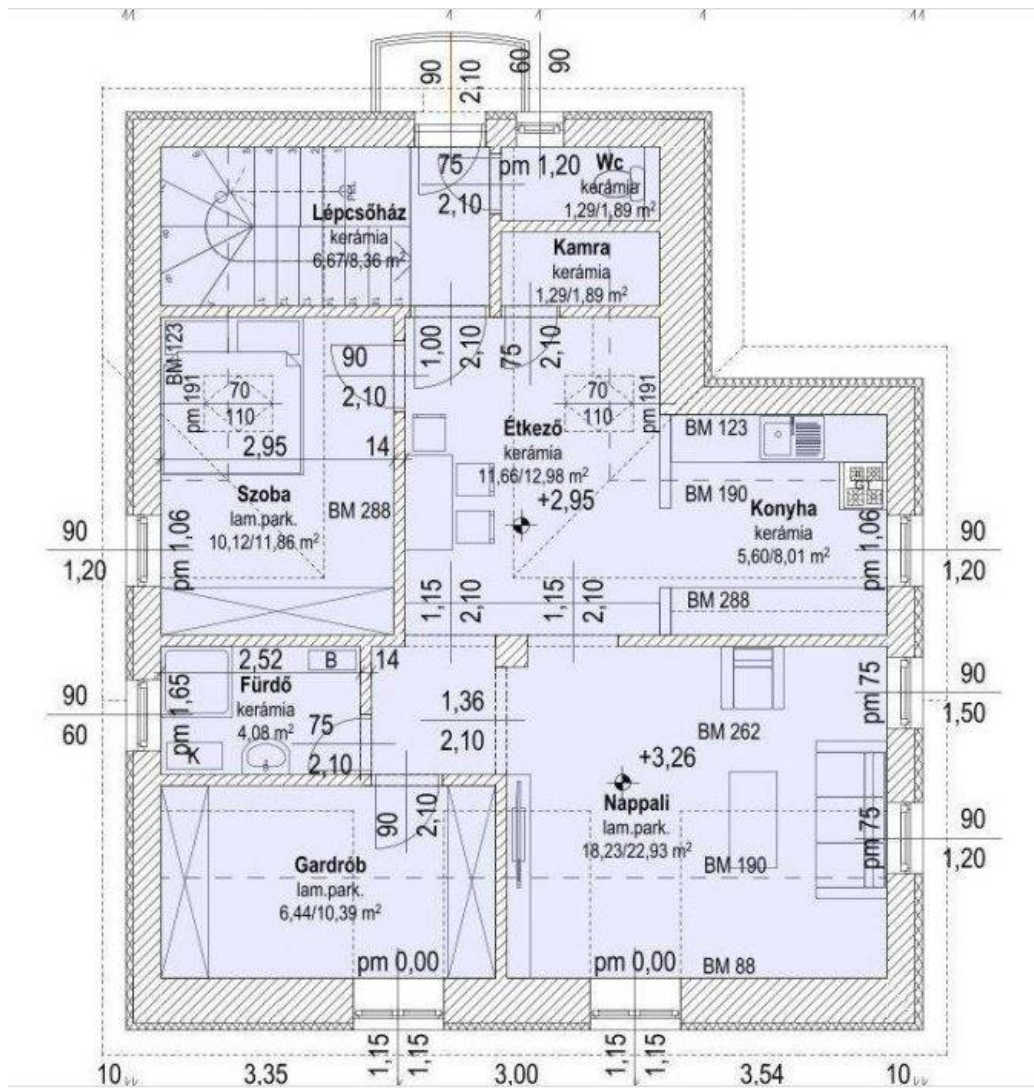 90
2,10
60
90
75
2,10
pm 1,20
Wc
kerámia
1,29/1,89 m²
Lépcsőház
kerámia
6,67/8,36 m²
Kamra
kerámia
1,29/1,89 m²
BM 123
90
2,10
1,00
2,10
75
2,10
pm 191
70
110
pm 191
70
110
2,95
14
Étkező
kerámia
11,66/12,98 m²
+2,95
BM 123
BM 190
Konyha
kerámia
5,60/8,01 m²
Szoba
lam.park.
10,12/11,86 m²
BM 288
90
1,20
pm 1,06
pm 1,06
90
1,20
1,15
2,10
1,15
2,10
BM 288
2,52
B
14
Fürdő
kerámia
4,08 m²
90
60
pm 1,65
K
75
2,10
1,36
2,10
BM 262
pm 75
90
1,50
+3,26
Nappali
lam.park.
18,23/22,93 m²
BM 190
pm 75
90
1,20
90
2,10
Gardrób
lam.park.
6,44/10,39 m²
pm 0,00
pm 0,00
BM 88
10
3,35
1,15
1,15
3,00
1,15
1,15
3,54
10